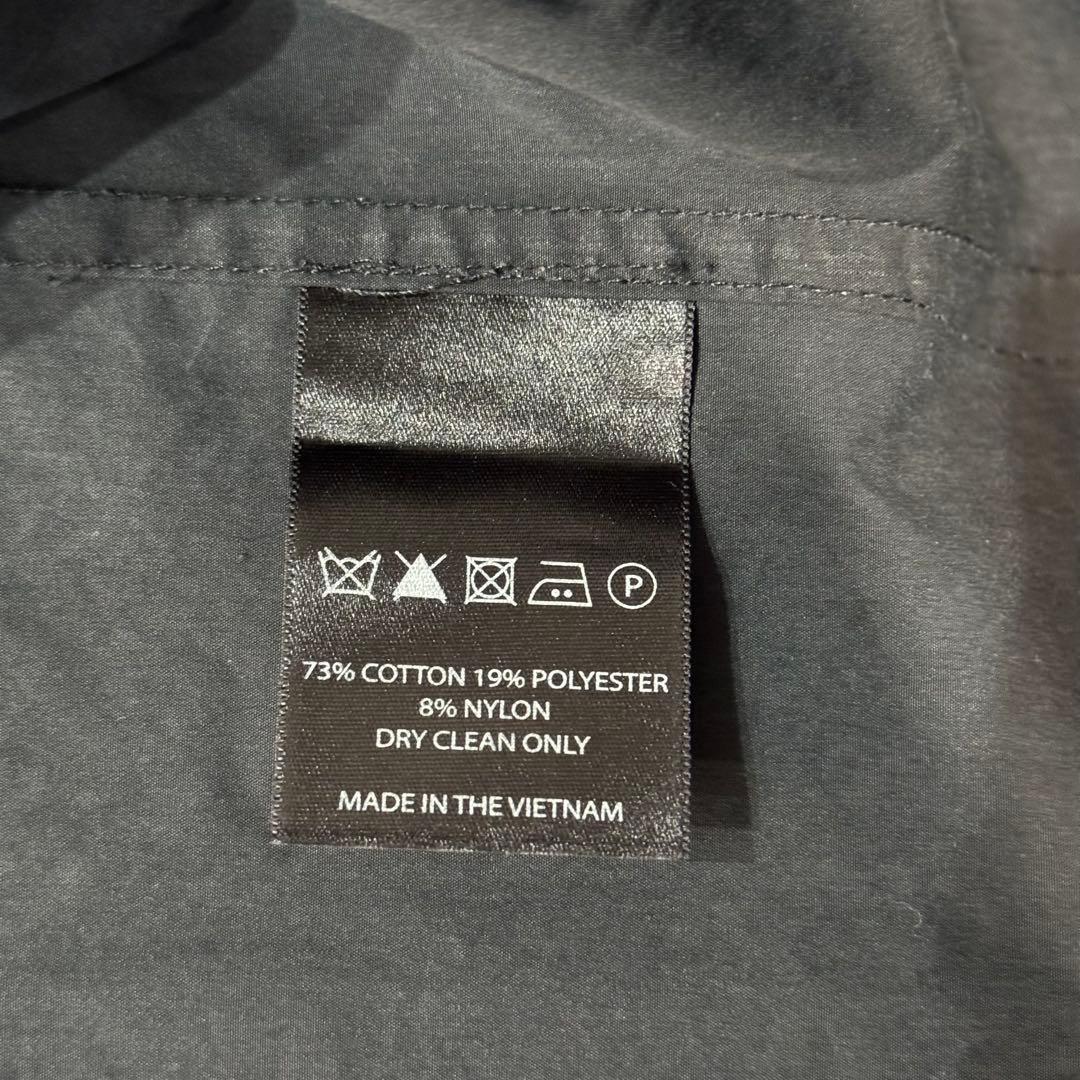 P
73% COTTON 19% POLYESTER
8% NYLON
DRY CLEAN ONLY
MADE IN THE VIETNAM